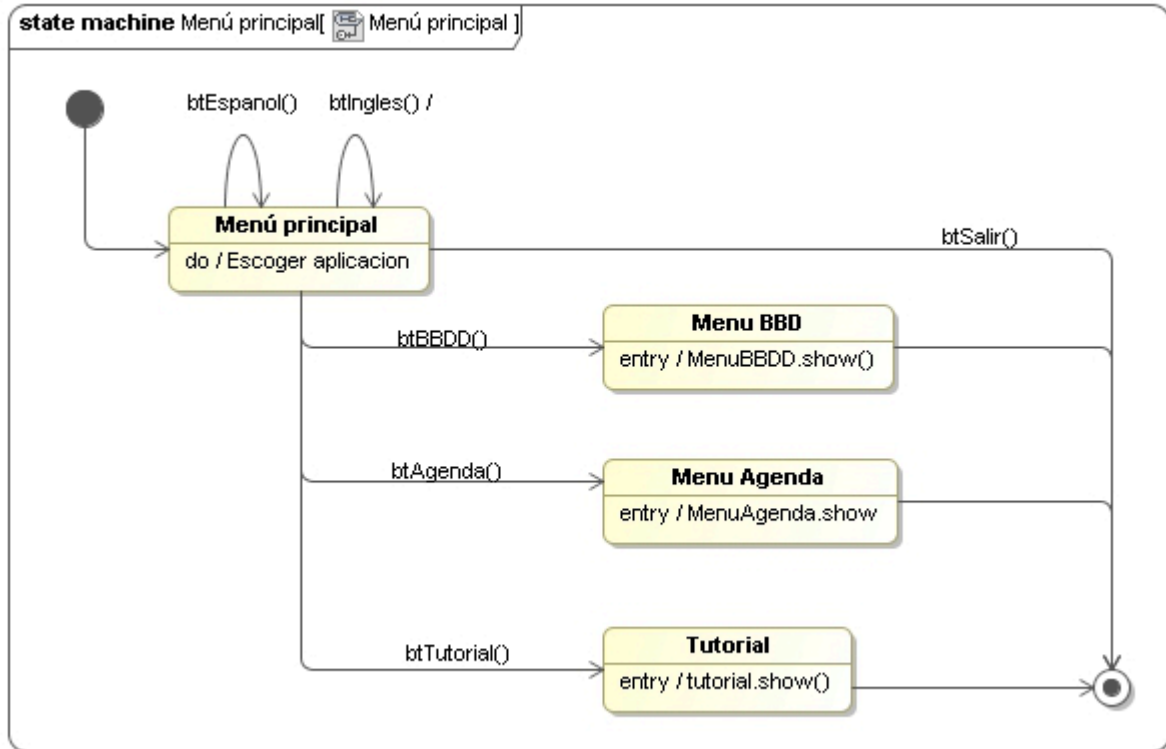 state machine Menú principal[ Menú principal ]
btEspanol() btIngles() /
Menú principal
do / Escoger aplicacion
btSalir()
btBBDD()
Menu BBD
entry / MenuBBDD.show()
btAgenda()
Menu Agenda
entry / MenuAgenda.show
btTutorial()
Tutorial
entry / tutorial.show()